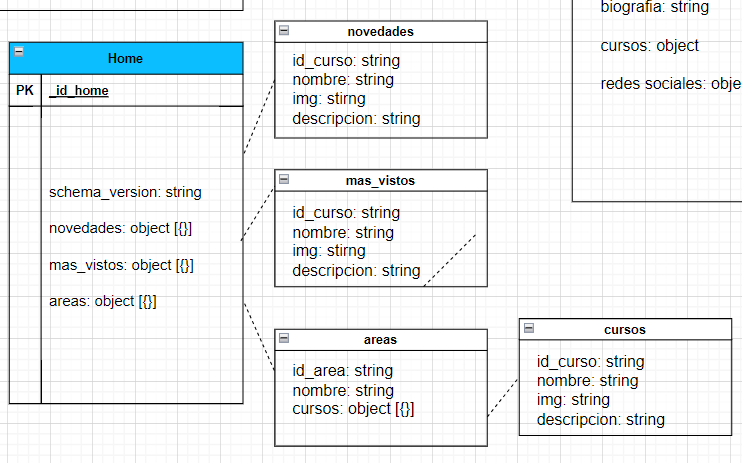 biografia: string
cursos: object
redes sociales: obje
Home
PK _id_home
schema_version: string
novedades: object [{}]
mas_vistos: object [{}]
areas: object [{}]
novedades
id_curso: string
nombre: string
img: stirng
descripcion: string
mas_vistos
id_curso: string
nombre: string
img: stirng
descripcion: string
areas
id_area: string
nombre: string
cursos: object [{}]
cursos
id_curso: string
nombre: string
img: string
descripcion: string